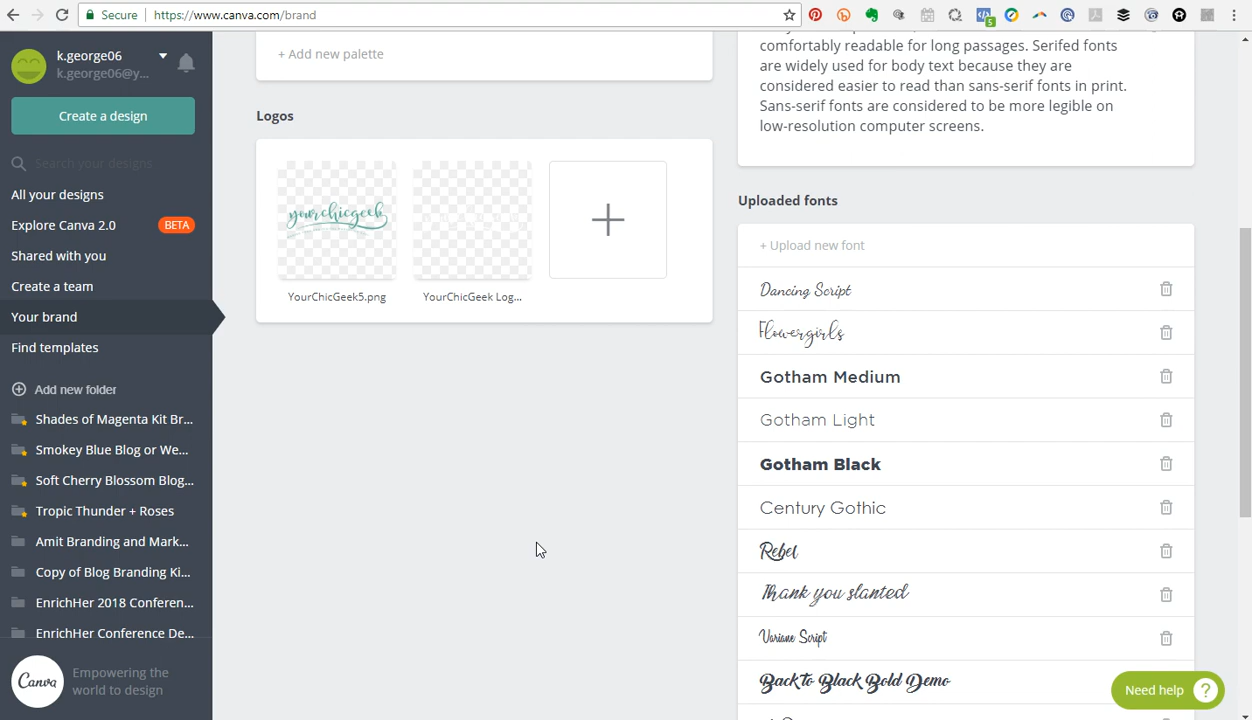 Secure
https://www.canva.com/brand
k.george06
k.george06@y...
Create a design
Search your designs
All your designs
Explore Canva 2.0
BETA
Shared with you
Create a team
Your brand
Find templates
Add new folder
Shades of Magenta Kit Br...
Smokey Blue Blog or We...
Soft Cherry Blossom Blog...
Tropic Thunder + Roses
Amit Branding and Mark...
Copy of Blog Branding Ki...
EnrichHer 2018 Conferen...
EnrichHer Conference De...
Canva
Empowering the
world to design
+ Add new palette
Logos
yourchicgeek
YourChicGeek5.png
YourChicGeek Log...
comfortably readable for long passages. Serifed fonts
are widely used for body text because they are
considered easier to read than sans-serif fonts in print.
Sans-serif fonts are considered to be more legible on
low-resolution computer screens.
Uploaded fonts
+ Upload new font
Dancing Script
Flowergirls
Gotham Medium
Gotham Light
Gotham Black
Century Gothic
Rebel
Thank you slanted
Variane Script
Back to Black Bold Demo
Need help ?